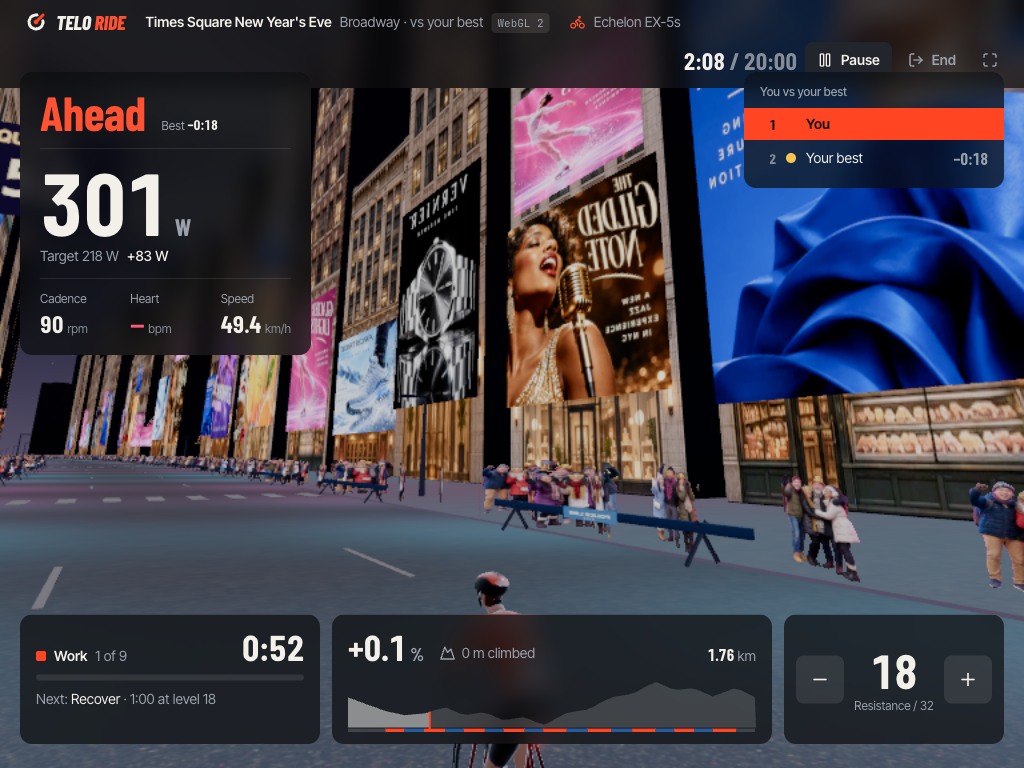 TELO RIDE Times Square New Year's Eve Broadway · vs your best WebGL 2 Echelon EX-5s
2:08 / 20:00 Pause End
Ahead Best −0:18
301 W
Target 218 W +83 W
Cadence Heart Speed
90 rpm — bpm 49.4 km/h
You vs your best
1 You
2 Your best −0:18
VERNIER
THE
GILDED
NOTE
A NEW
JAZZ
EXPERIENCE
IN NYC
Work 1 of 9 0:52
Next: Recover · 1:00 at level 18
+0.1 % 0 m climbed 1.76 km
− 18 +
Resistance / 32